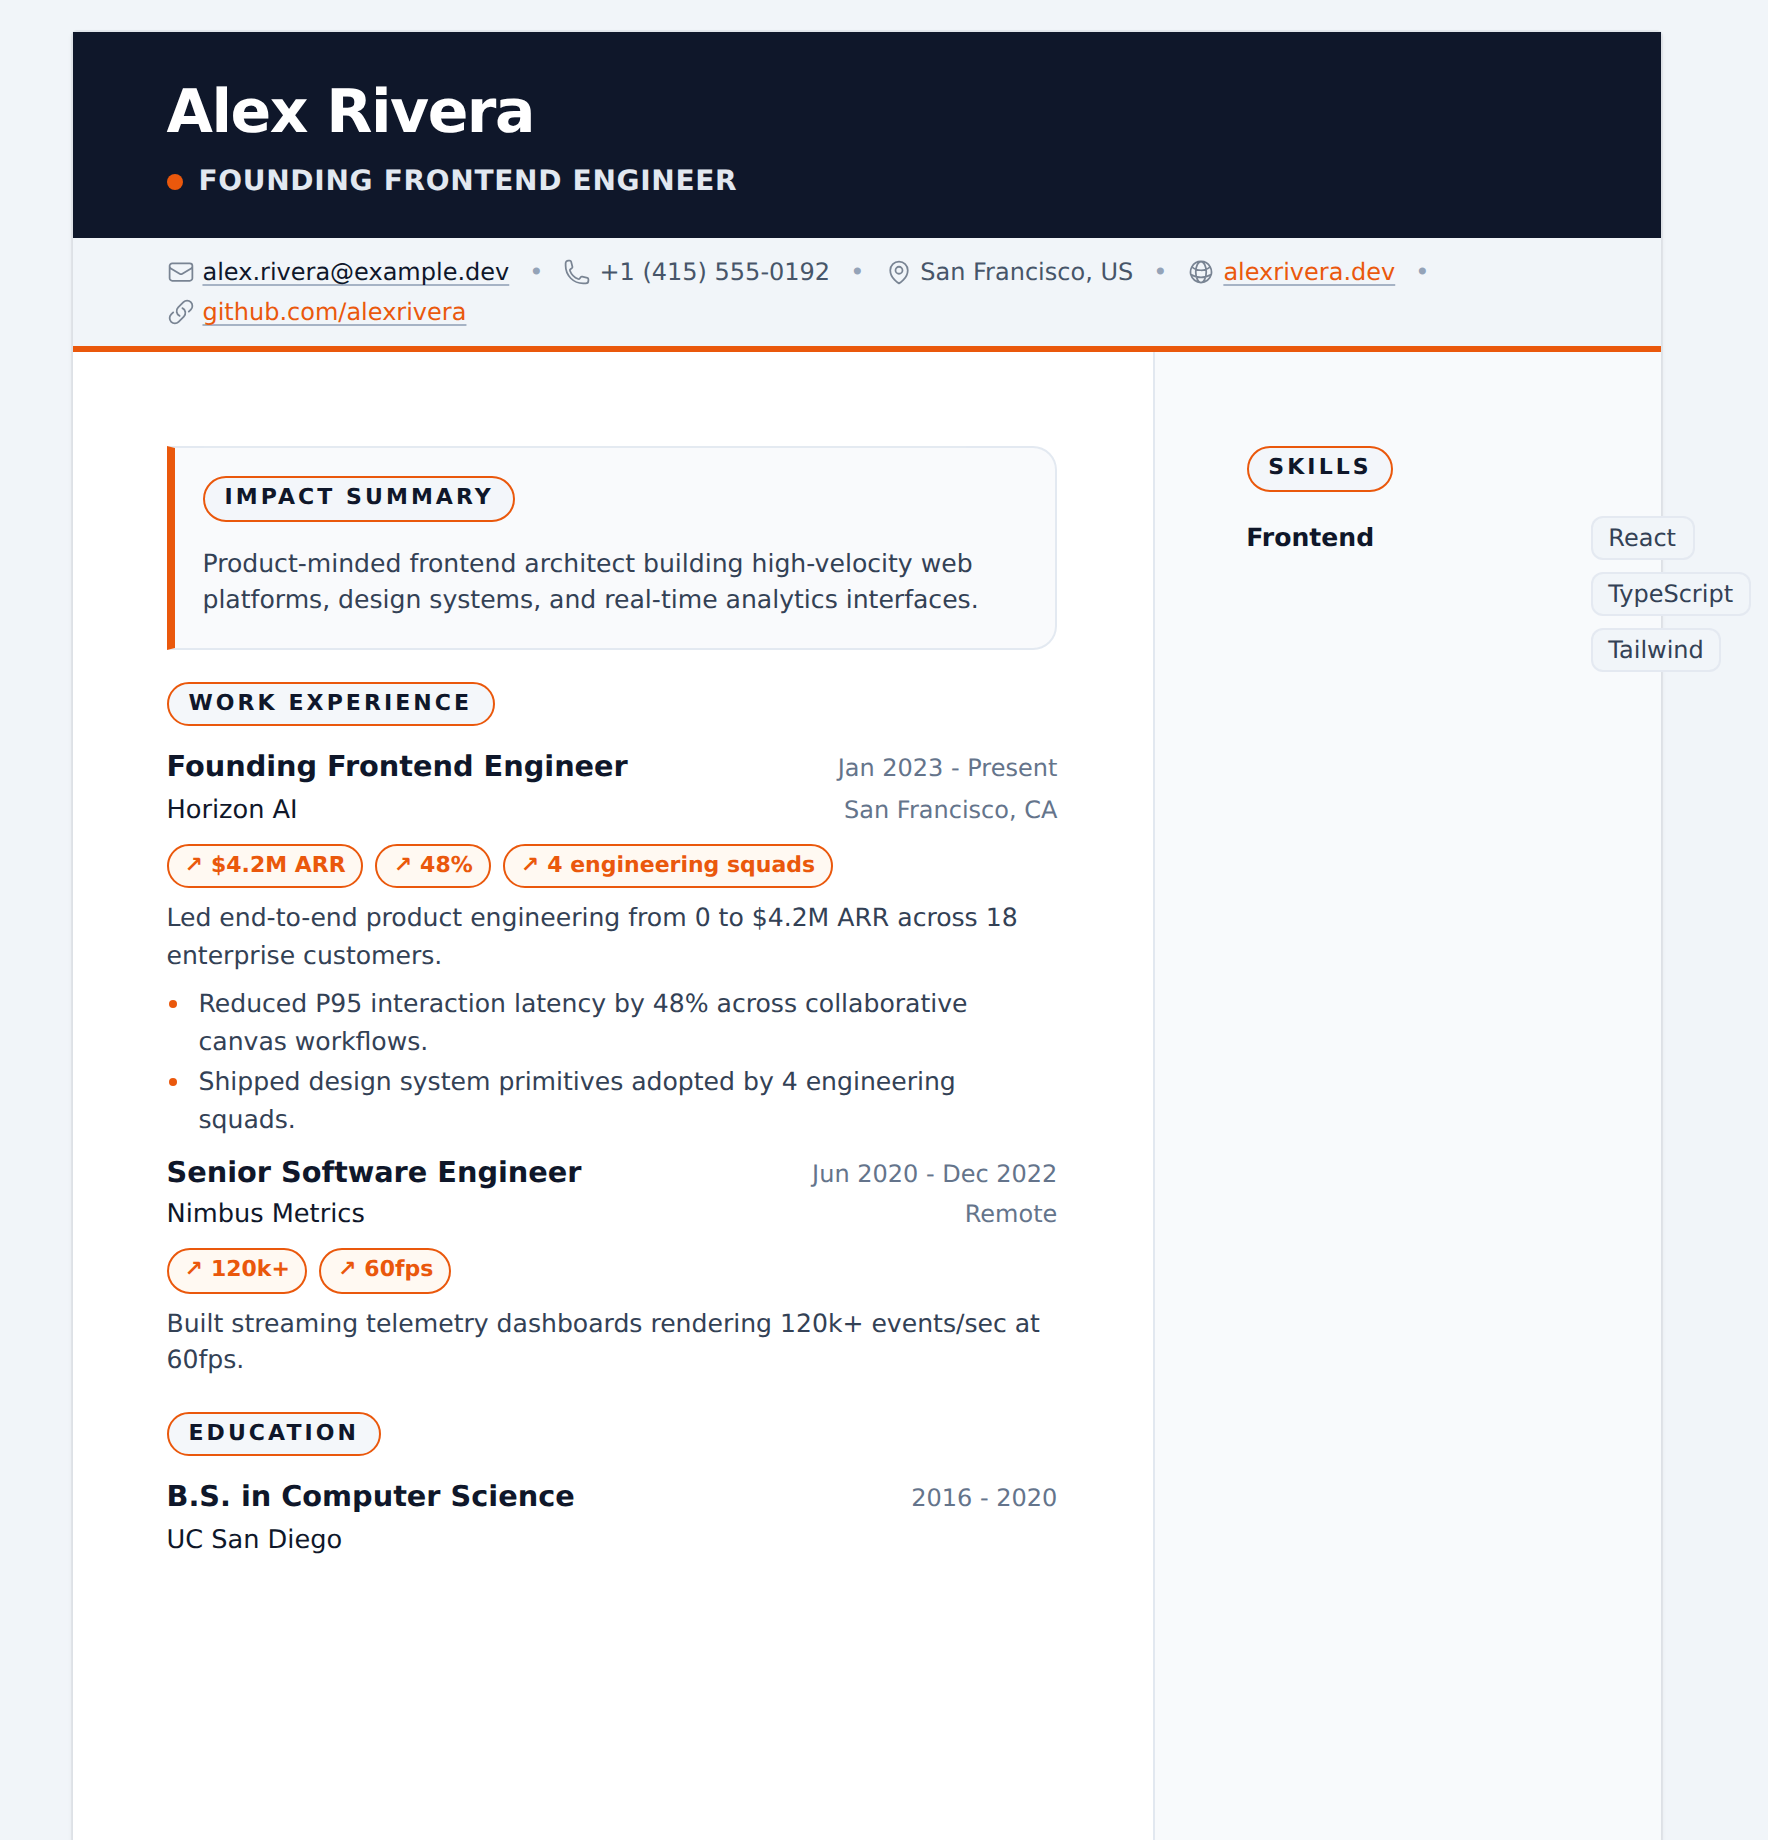 Alex Rivera
FOUNDING FRONTEND ENGINEER
alex.rivera@example.dev • +1 (415) 555-0192 • San Francisco, US • alexrivera.dev •
github.com/alexrivera
IMPACT SUMMARY
Product-minded frontend architect building high-velocity web
platforms, design systems, and real-time analytics interfaces.
WORK EXPERIENCE
Founding Frontend Engineer Jan 2023 - Present
Horizon AI San Francisco, CA
↗ $4.2M ARR ↗ 48% ↗ 4 engineering squads
Led end-to-end product engineering from 0 to $4.2M ARR across 18
enterprise customers.
• Reduced P95 interaction latency by 48% across collaborative
canvas workflows.
• Shipped design system primitives adopted by 4 engineering
squads.
Senior Software Engineer Jun 2020 - Dec 2022
Nimbus Metrics Remote
↗ 120k+ ↗ 60fps
Built streaming telemetry dashboards rendering 120k+ events/sec at
60fps.
EDUCATION
B.S. in Computer Science 2016 - 2020
UC San Diego
SKILLS
Frontend React
TypeScript
Tailwind